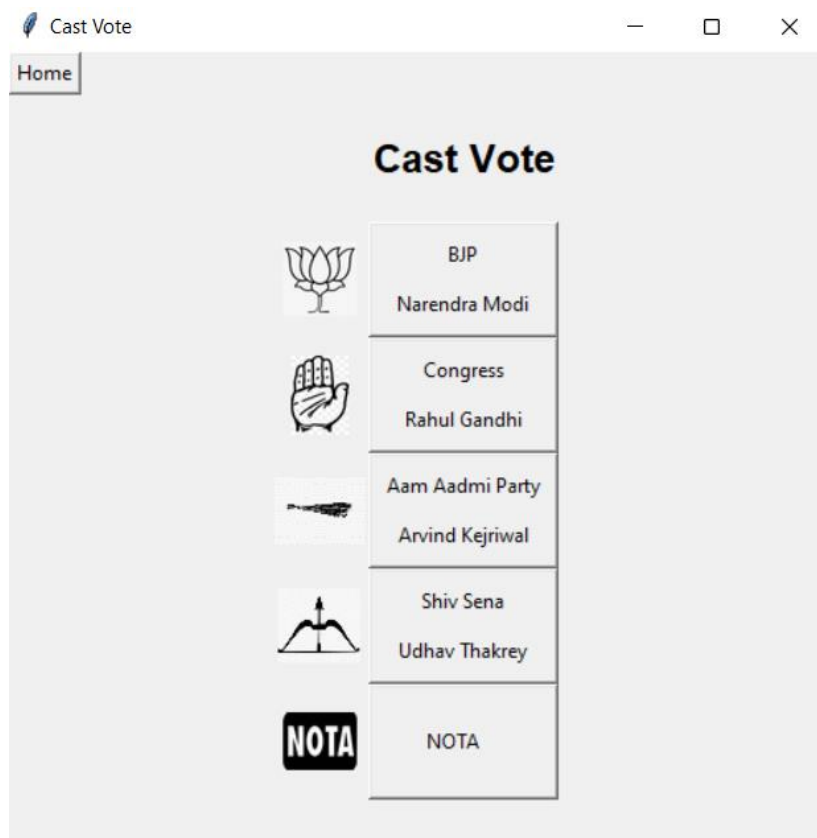 Cast Vote
Home
Cast Vote
BJP
Narendra Modi
Congress
Rahul Gandhi
Aam Aadmi Party
Arvind Kejriwal
Shiv Sena
Udhav Thakrey
NOTA NOTA